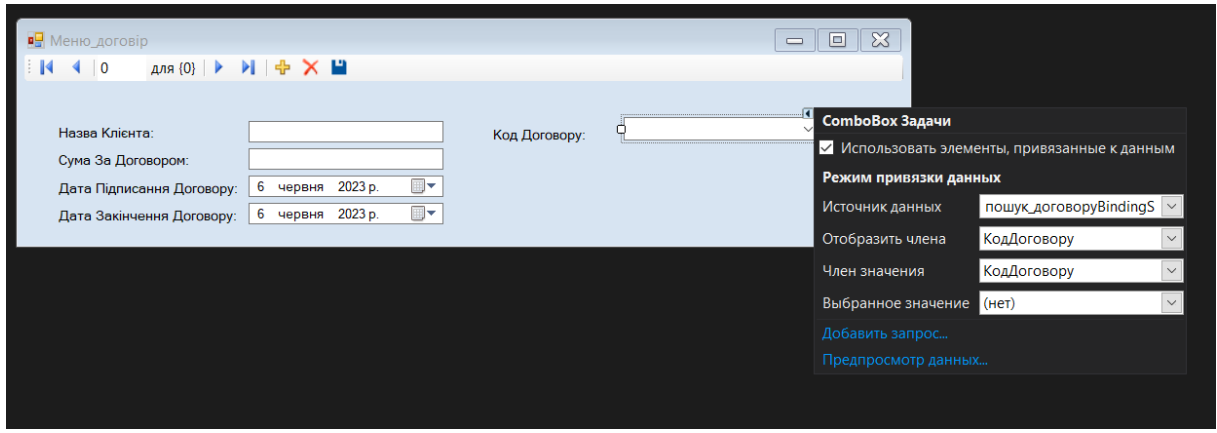 Меню_договір
0 для {0}
Назва Клієнта:
Код Договору:
Сума За Договором:
Дата Підписання Договору: 6 червня 2023 р.
Дата Закінчення Договору: 6 червня 2023 р.
ComboBox Задачи
Использовать элементы, привязанные к данным
Режим привязки данных
Источник данных пошук_договоруBindingS
Отобразить члена КодДоговору
Член значения КодДоговору
Выбранное значение (нет)
Добавить запрос...
Предпросмотр данных...